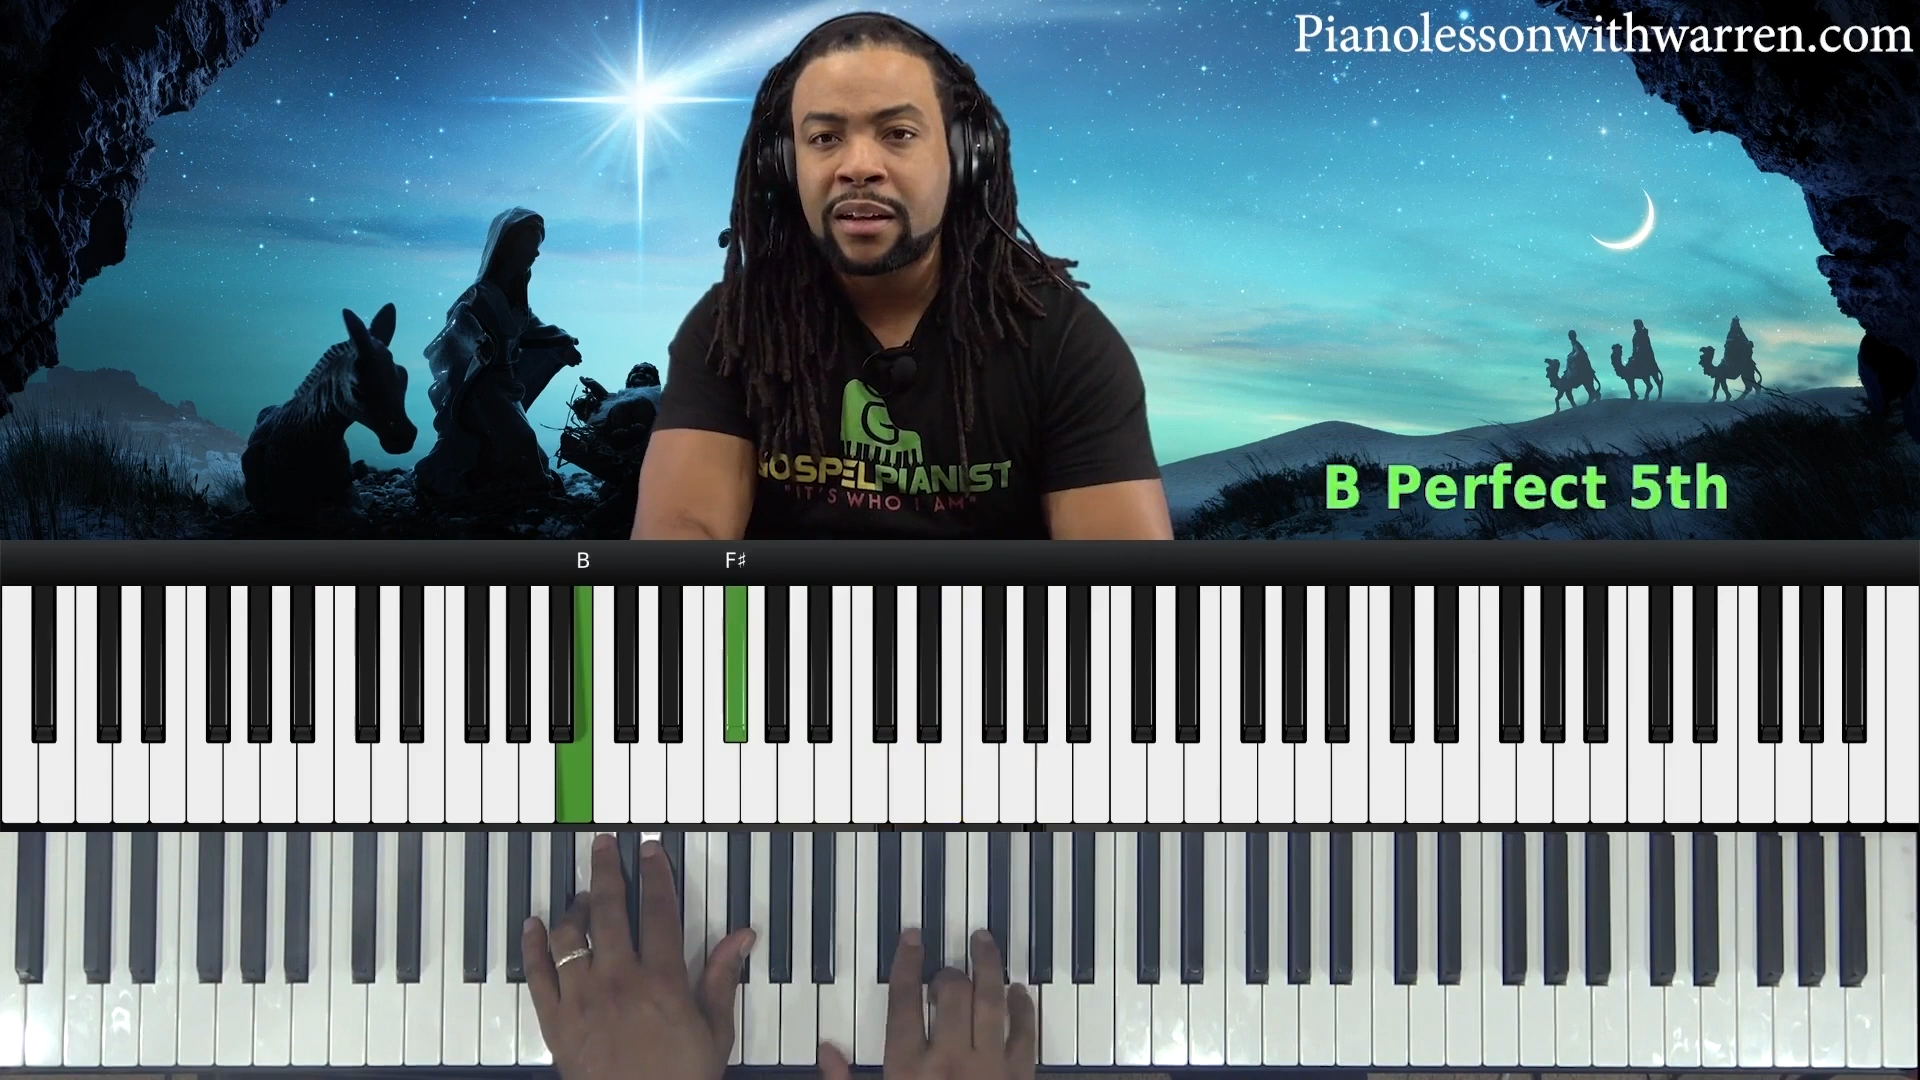 Pianolessonwithwarren.com
G
GOSPELPIANIST
"IT'S WHO I AM"
B Perfect 5th
B F♯